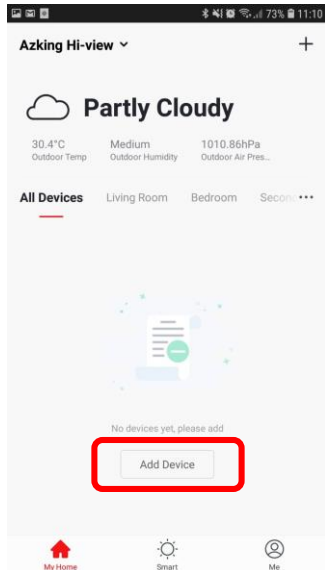 73% 11:10
Azking Hi-view
Partly Cloudy
30.4°C Medium 1010.86hPa
Outdoor Temp Outdoor Humidity Outdoor Air Pres...
All Devices Living Room Bedroom Secon
No devices yet, please add
Add Device
My Home Smart Me